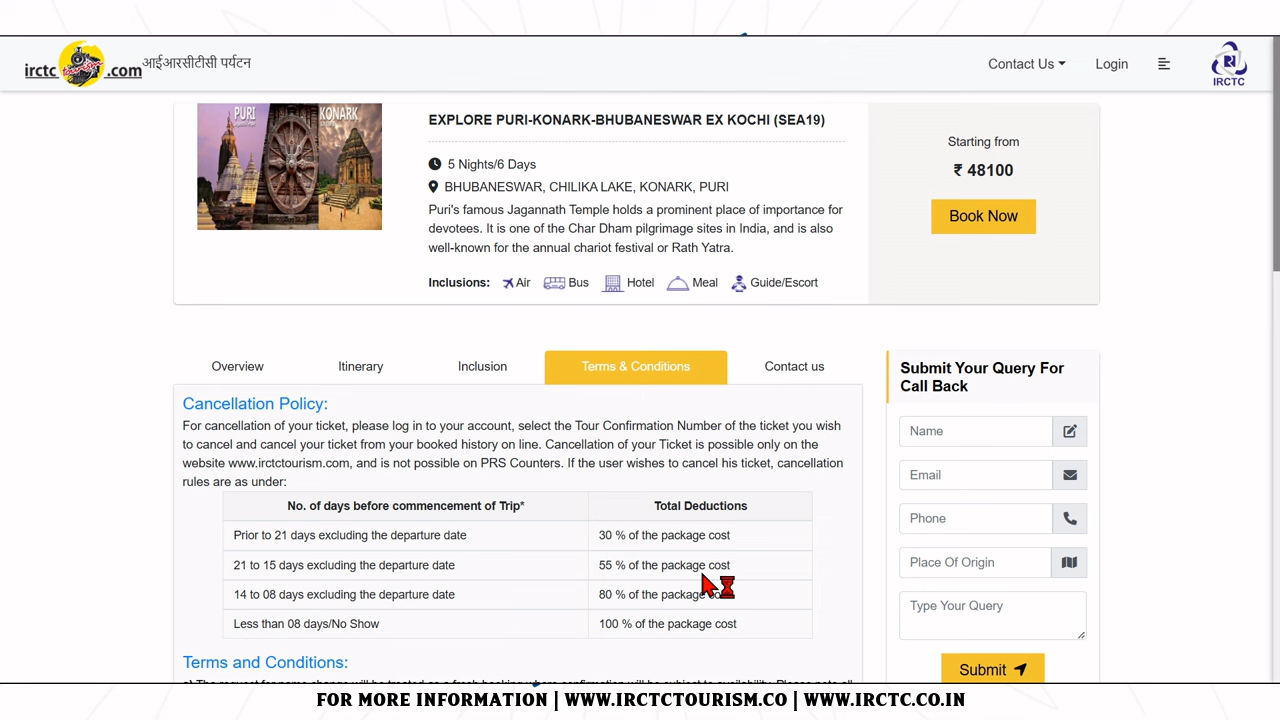 irctc tourism .com
आईआरसीटीसी पर्यटन
Contact Us
Login
IRCTC
PURI
KONARK
EXPLORE PURI-KONARK-BHUBANESWAR EX KOCHI (SEA19)
5 Nights/6 Days
BHUBANESWAR, CHILIKA LAKE, KONARK, PURI
Puri's famous Jagannath Temple holds a prominent place of importance for
devotees. It is one of the Char Dham pilgrimage sites in India, and is also
well-known for the annual chariot festival or Rath Yatra.
Inclusions: Air Bus Hotel Meal Guide/Escort
Starting from
₹ 48100
Book Now
Overview
Itinerary
Inclusion
Terms & Conditions
Contact us
Cancellation Policy:
For cancellation of your ticket, please log in to your account, select the Tour Confirmation Number of the ticket you wish
to cancel and cancel your ticket from your booked history on line. Cancellation of your Ticket is possible only on the
website www.irctctourism.com, and is not possible on PRS Counters. If the user wishes to cancel his ticket, cancellation
rules are as under:
No. of days before commencement of Trip* Total Deductions
Prior to 21 days excluding the departure date 30 % of the package cost
21 to 15 days excluding the departure date 55 % of the package cost
14 to 08 days excluding the departure date 80 % of the package
Less than 08 days/No Show 100 % of the package cost
Terms and Conditions:
Submit Your Query For
Call Back
Name
Email
Phone
Place Of Origin
Type Your Query
Submit
FOR MORE INFORMATION | WWW.IRCTCTOURISM.CO | WWW.IRCTC.CO.IN